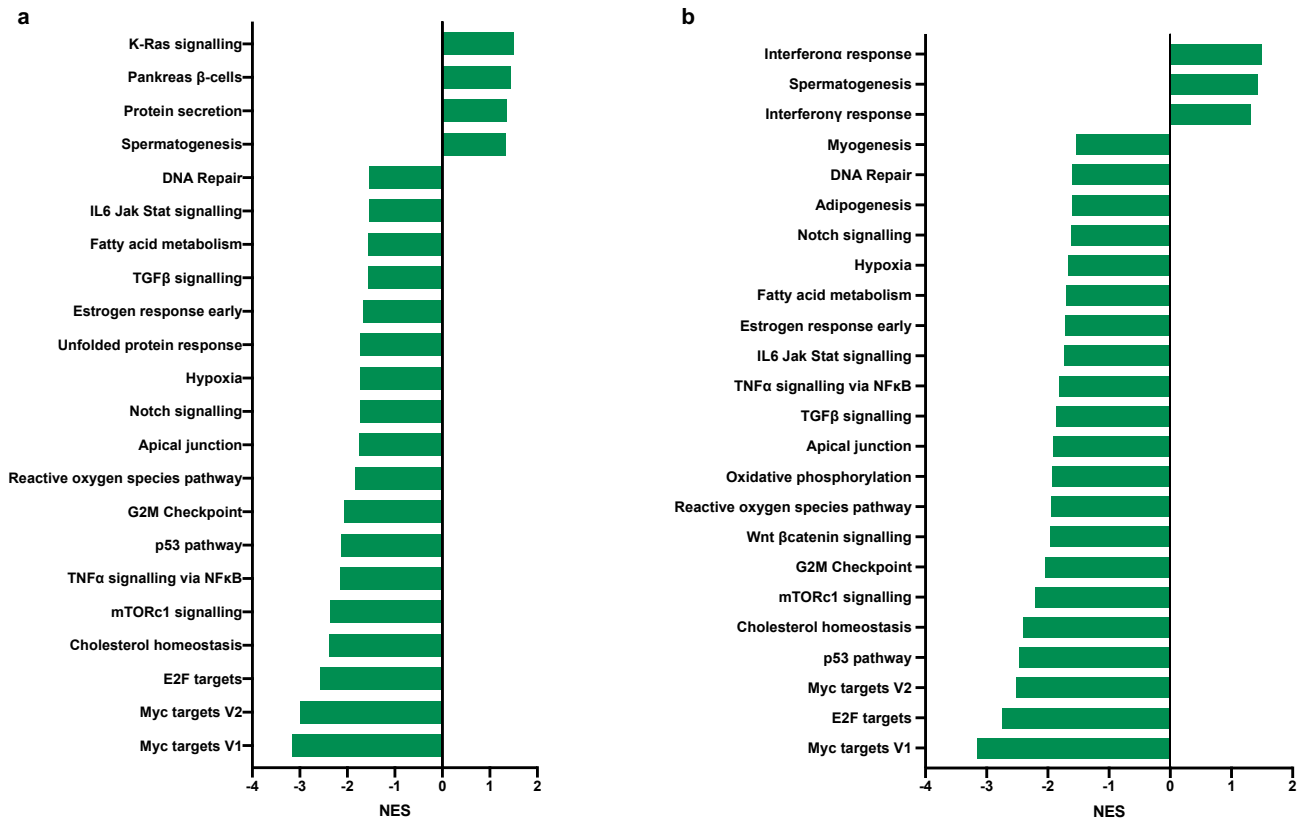 a
K-Ras signalling
Pankreas β-cells
Protein secretion
Spermatogenesis
DNA Repair
IL6 Jak Stat signalling
Fatty acid metabolism
TGFβ signalling
Estrogen response early
Unfolded protein response
Hypoxia
Notch signalling
Apical junction
Reactive oxygen species pathway
G2M Checkpoint
p53 pathway
TNFα signalling via NFκB
mTORc1 signalling
Cholesterol homeostasis
E2F targets
Myc targets V2
Myc targets V1
-4 -3 -2 -1 0 1 2
NES
b
Interferonα response
Spermatogenesis
Interferonγ response
Myogenesis
DNA Repair
Adipogenesis
Notch signalling
Hypoxia
Fatty acid metabolism
Estrogen response early
IL6 Jak Stat signalling
TNFα signalling via NFκB
TGFβ signalling
Apical junction
Oxidative phosphorylation
Reactive oxygen species pathway
Wnt βcatenin signalling
G2M Checkpoint
mTORc1 signalling
Cholesterol homeostasis
p53 pathway
Myc targets V2
E2F targets
Myc targets V1
-4 -3 -2 -1 0 1 2
NES